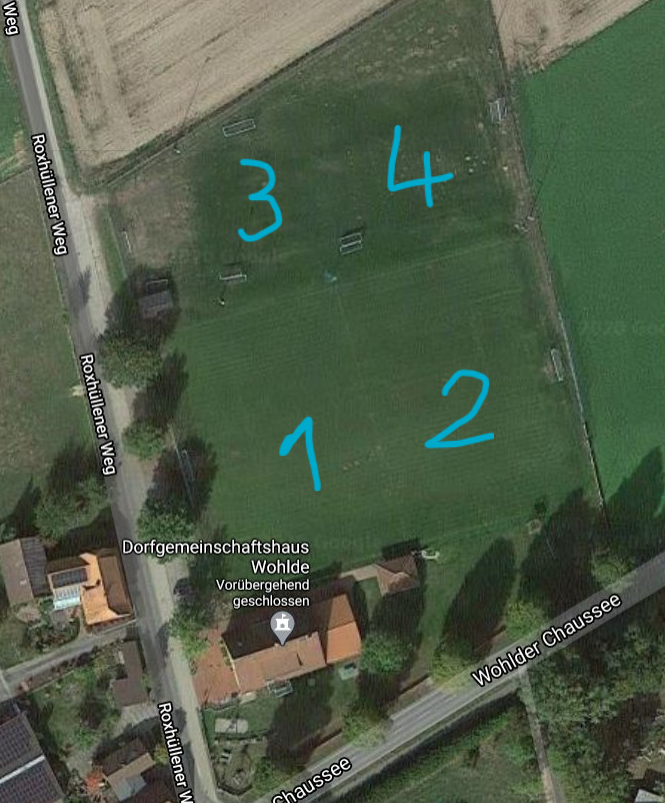 Weg
Roxhüllener Weg
3
4
Roxhüllener Weg
1
2
Dorfgemeinschaftshaus
Wohlde
Vorübergehend
geschlossen
Wohlder Chaussee
Roxhüllener W
Chaussee